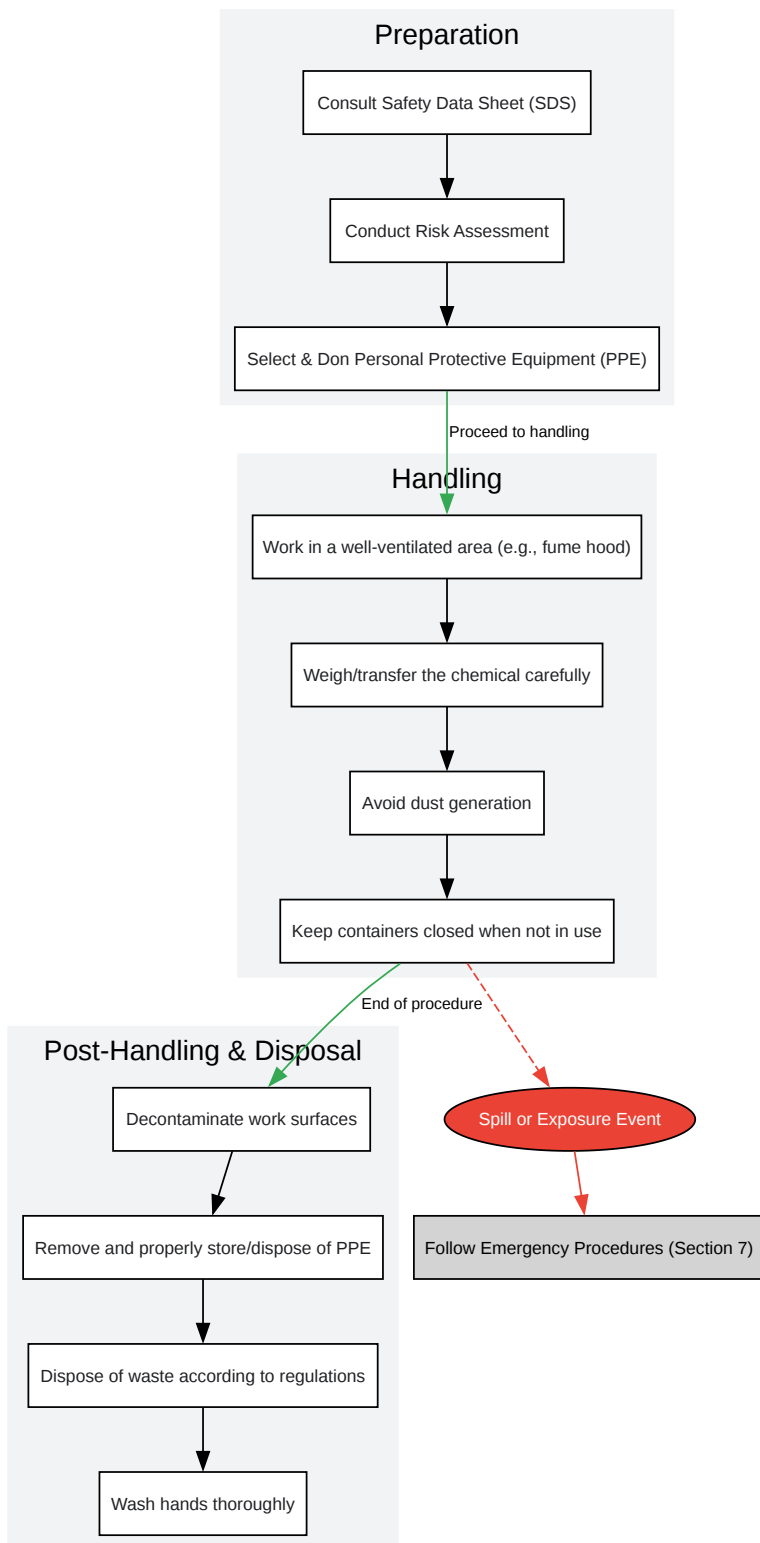 Preparation
Consult Safety Data Sheet (SDS)
Conduct Risk Assessment
Select & Don Personal Protective Equipment (PPE)
Proceed to handling
Handling
Work in a well-ventilated area (e.g., fume hood)
Weigh/transfer the chemical carefully
Avoid dust generation
Keep containers closed when not in use
End of procedure
Post-Handling & Disposal
Decontaminate work surfaces
Spill or Exposure Event
Remove and properly store/dispose of PPE
Follow Emergency Procedures (Section 7)
Dispose of waste according to regulations
Wash hands thoroughly